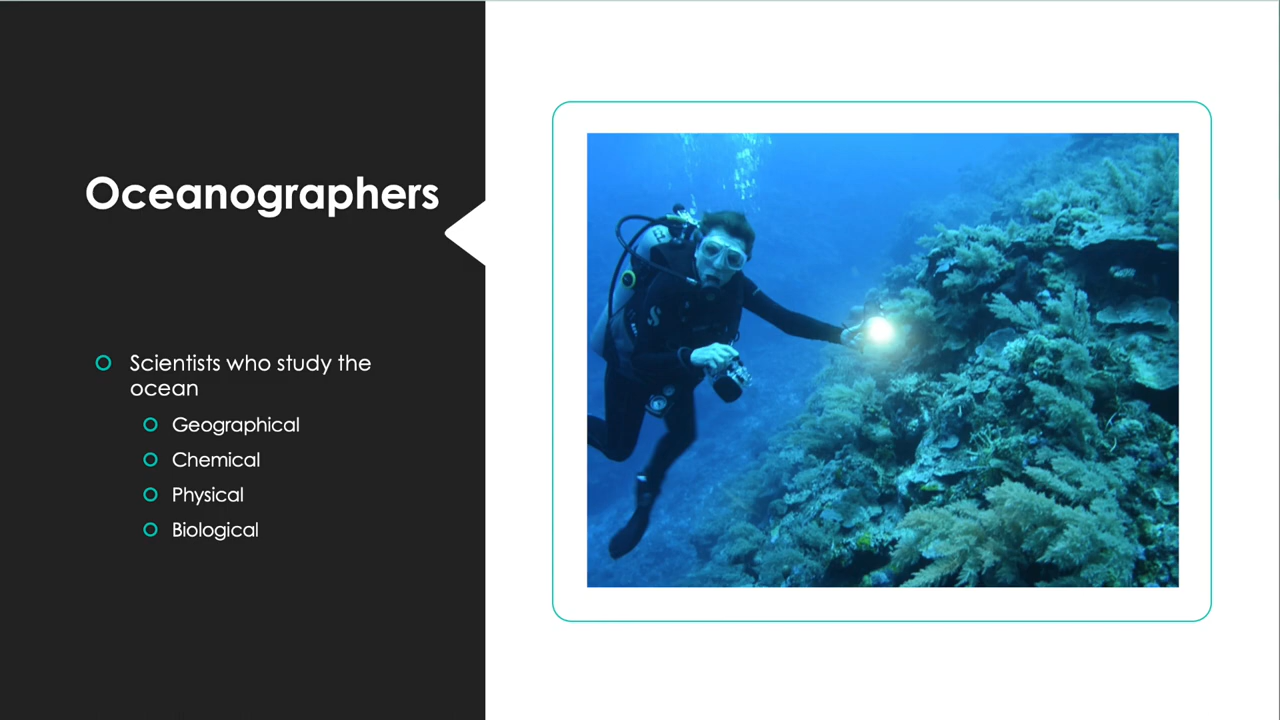 Oceanographers
Scientists who study the
ocean
Geographical
Chemical
Physical
Biological